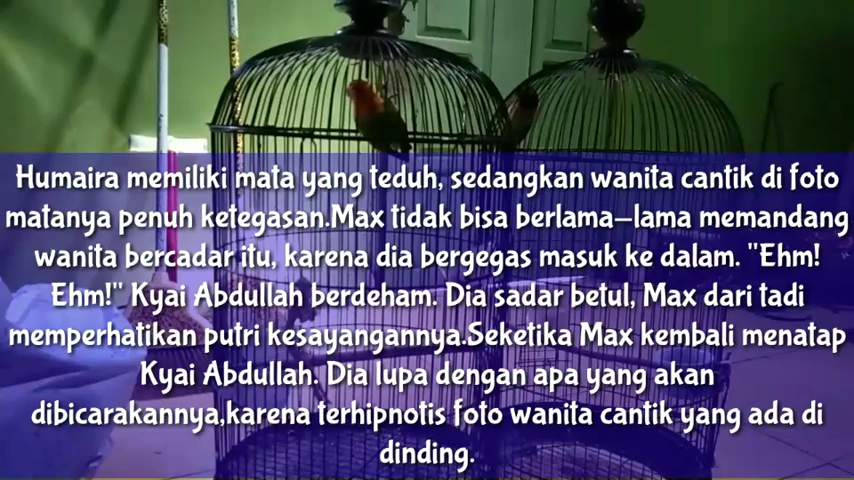 Humaira memiliki mata yang teduh, sedangkan wanita cantik di foto
matanya penuh ketegasan.Max tidak bisa berlama-lama memandang
wanita bercadar itu, karena dia bergegas masuk ke dalam. "Ehm!
Ehm!" Kyai Abdullah berdeham. Dia sadar betul, Max dari tadi
memperhatikan putri kesayangannya.Seketika Max kembali menatap
Kyai Abdullah. Dia lupa dengan apa yang akan
dibicarakannya,karena terhipnotis foto wanita cantik yang ada di
dinding.